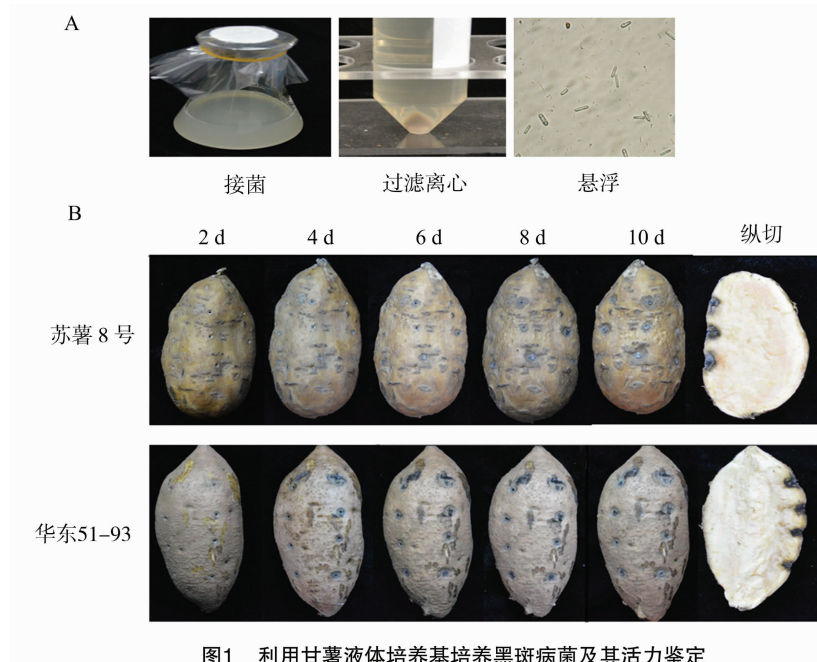 A
接菌 过滤离心 悬浮
B
2 d 4 d 6 d 8 d 10 d 纵切
苏薯 8 号
华东51–93
图1 利用甘薯液体培养基培养黑斑病菌及其活力鉴定